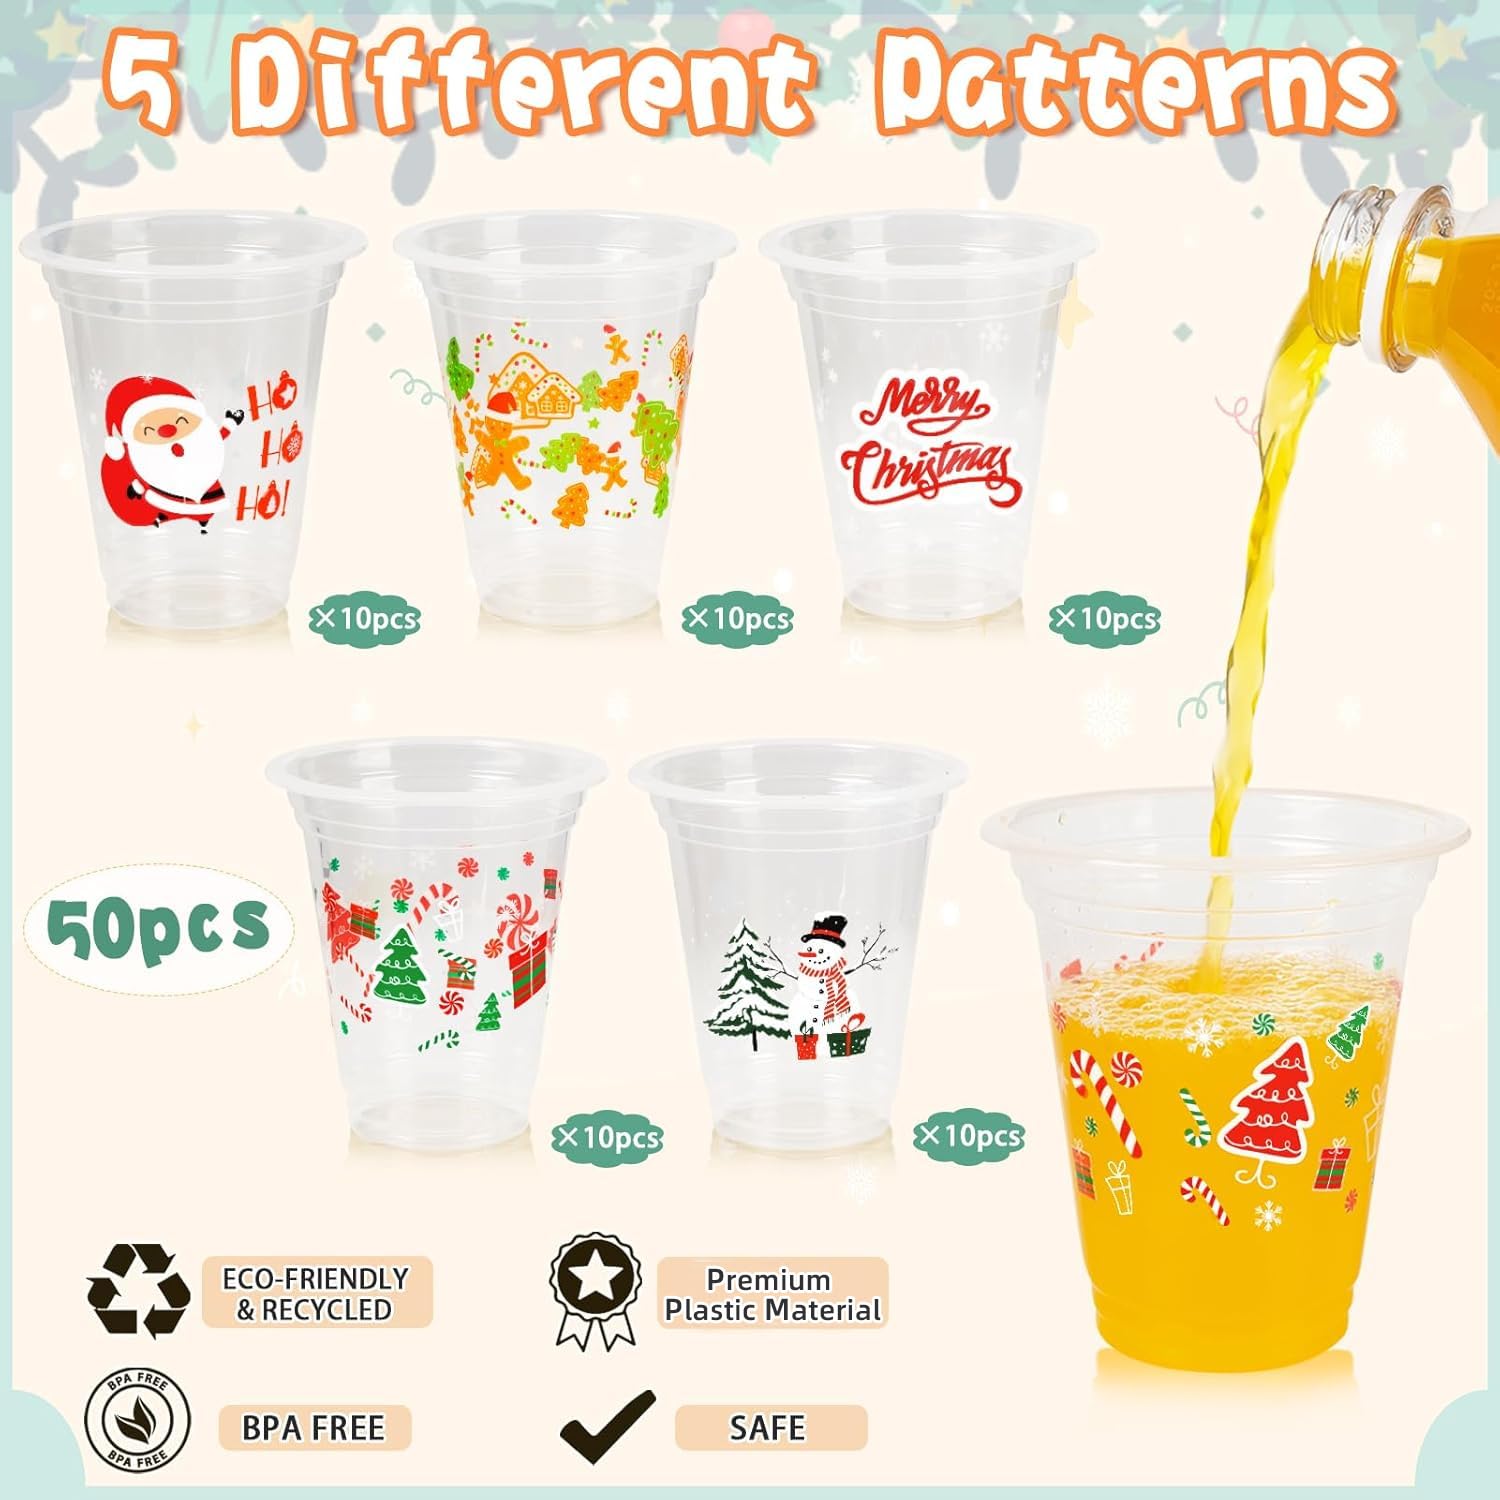 5 Different Patterns
HO
HO
HO!
Merry
Christmas
×10pcs
×10pcs
×10pcs
50pcs
×10pcs
×10pcs
ECO-FRIENDLY
& RECYCLED
Premium
Plastic Material
BPA FREE
BPA FREE
BPA FREE
SAFE